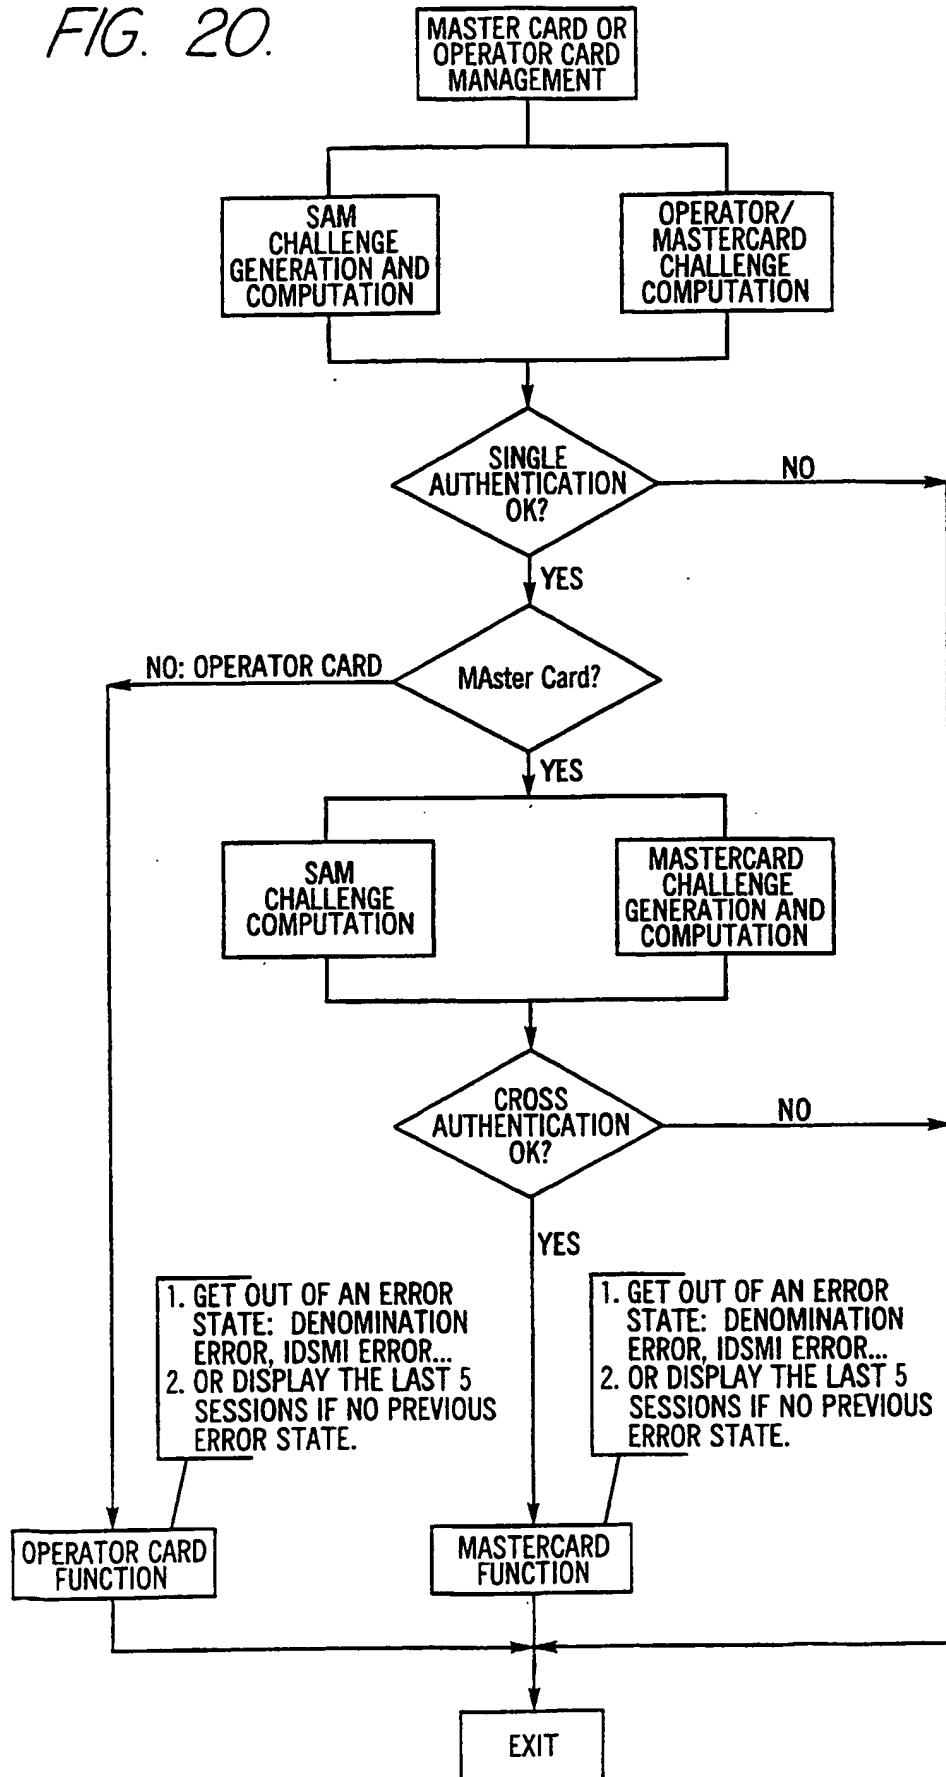 FIG. 20.
MASTER CARD OR
OPERATOR CARD
MANAGEMENT
SAM
CHALLENGE
GENERATION AND
COMPUTATION
OPERATOR/
MASTERCARD
CHALLENGE
COMPUTATION
SINGLE
AUTHENTICATION
OK?
NO
YES
NO: OPERATOR CARD
MAster Card?
YES
SAM
CHALLENGE
COMPUTATION
MASTERCARD
CHALLENGE
GENERATION AND
COMPUTATION
CROSS
AUTHENTICATION
OK?
NO
YES
1. GET OUT OF AN ERROR
STATE: DENOMINATION
ERROR, IDSMI ERROR...
2. OR DISPLAY THE LAST 5
SESSIONS IF NO PREVIOUS
ERROR STATE.
1. GET OUT OF AN ERROR
STATE: DENOMINATION
ERROR, IDSMI ERROR...
2. OR DISPLAY THE LAST 5
SESSIONS IF NO PREVIOUS
ERROR STATE.
OPERATOR CARD
FUNCTION
MASTERCARD
FUNCTION
EXIT